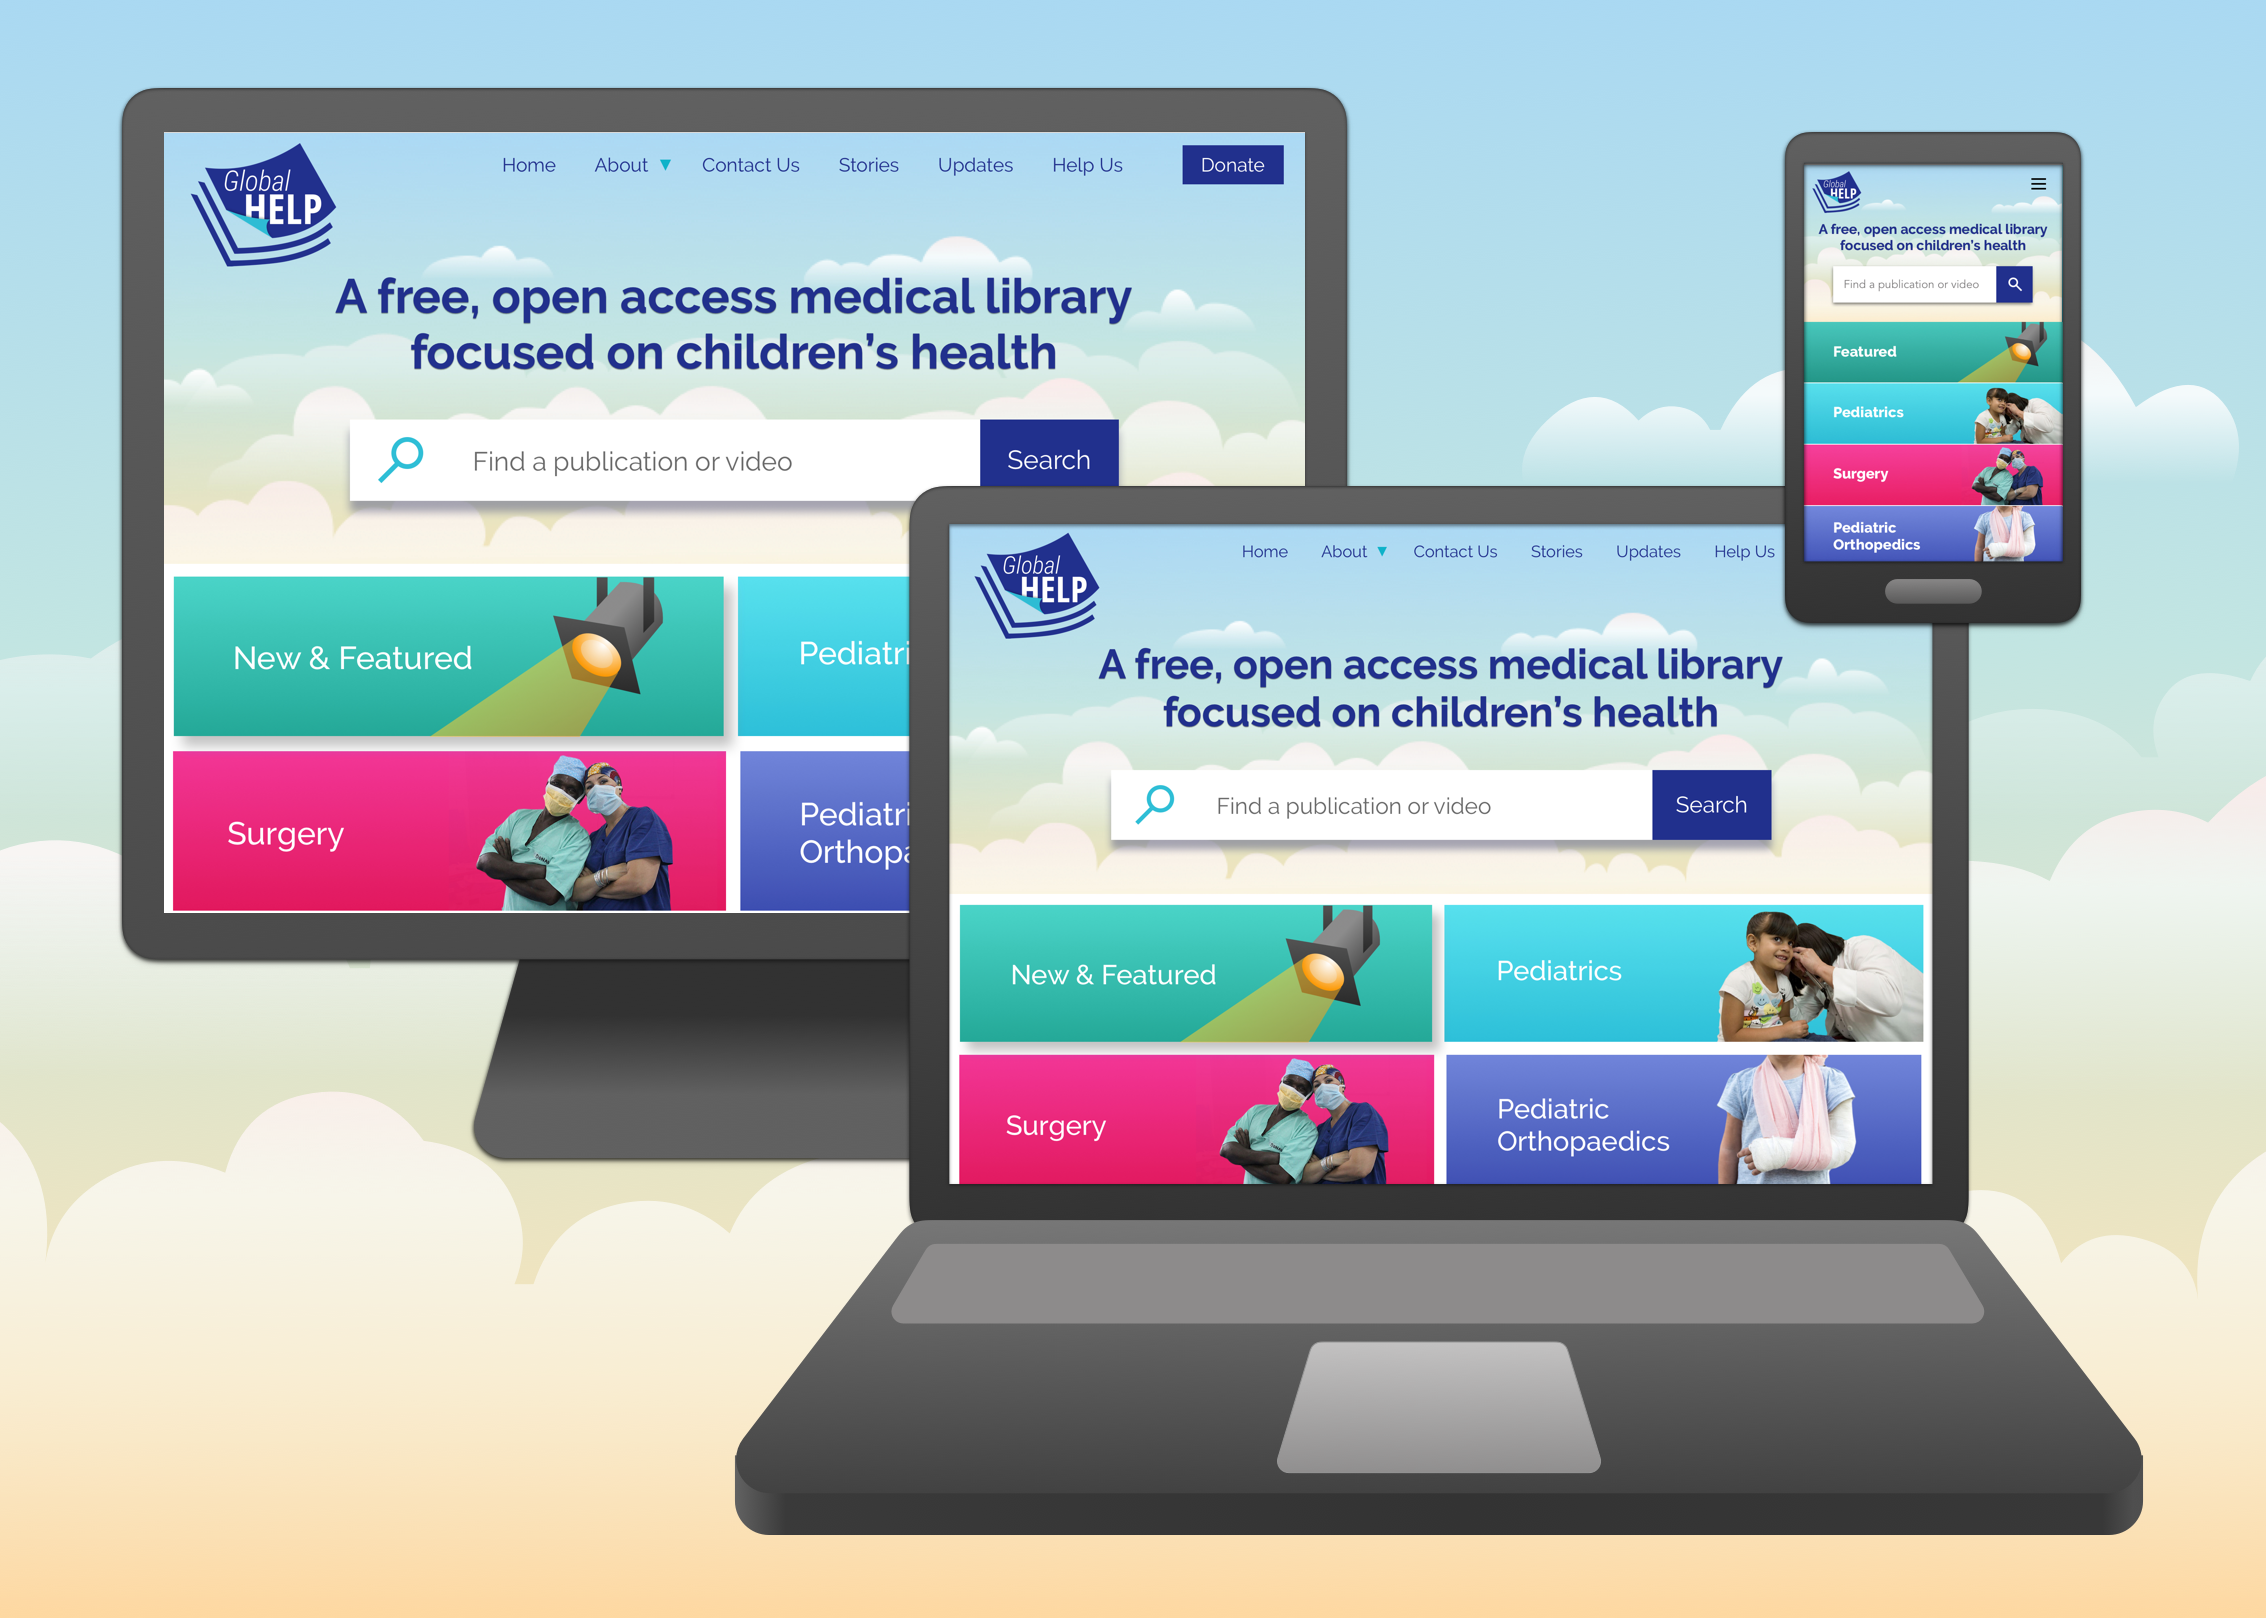 Global
HELP
Home About ▼ Contact Us Stories Updates Help Us Donate
A free, open access medical library
focused on children's health
Find a publication or video Search
New & Featured
Surgery
Global
HELP
Home About ▼ Contact Us Stories Updates Help Us
A free, open access medical library
focused on children's health
Find a publication or video Search
New & Featured Pediatrics
Surgery
Pediatric
Orthopaedics
Global
HELP
A free, open access medical library
focused on children's health
Find a publication or video
Featured
Pediatrics
Surgery
Pediatric
Orthopedics